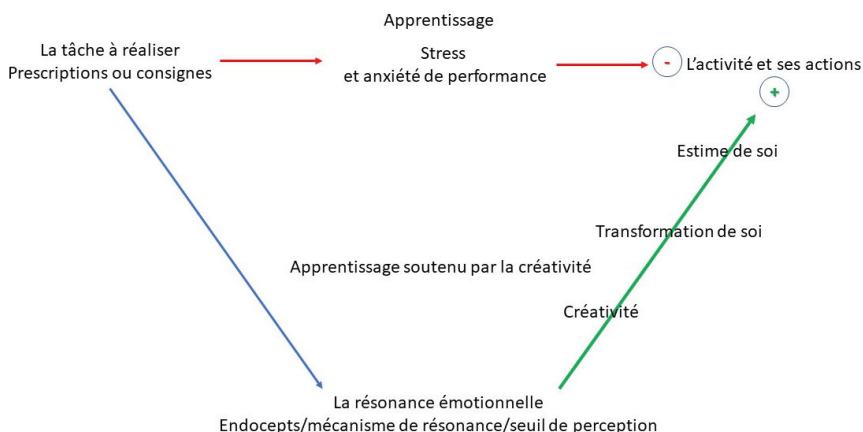 Apprentissage
La tâche à réaliser
Prescriptions ou consignes
Stress
et anxiété de performance
-
L'activité et ses actions
+
Estime de soi
Transformation de soi
Apprentissage soutenu par la créativité
Créativité
La résonance émotionnelle
Endocepts/mécanisme de résonance/seuil de perception